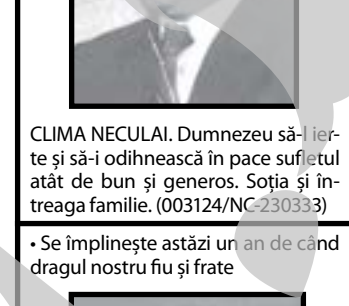 CLIMA NECULAI. Dumnezeu să-l ier-
te și să-i odihnească în pace sufletul
atât de bun și generos. Soția și în-
treaga familie. (003124/NC-230333)
• Se împlinește astăzi un an de când
dragul nostru fiu și frate